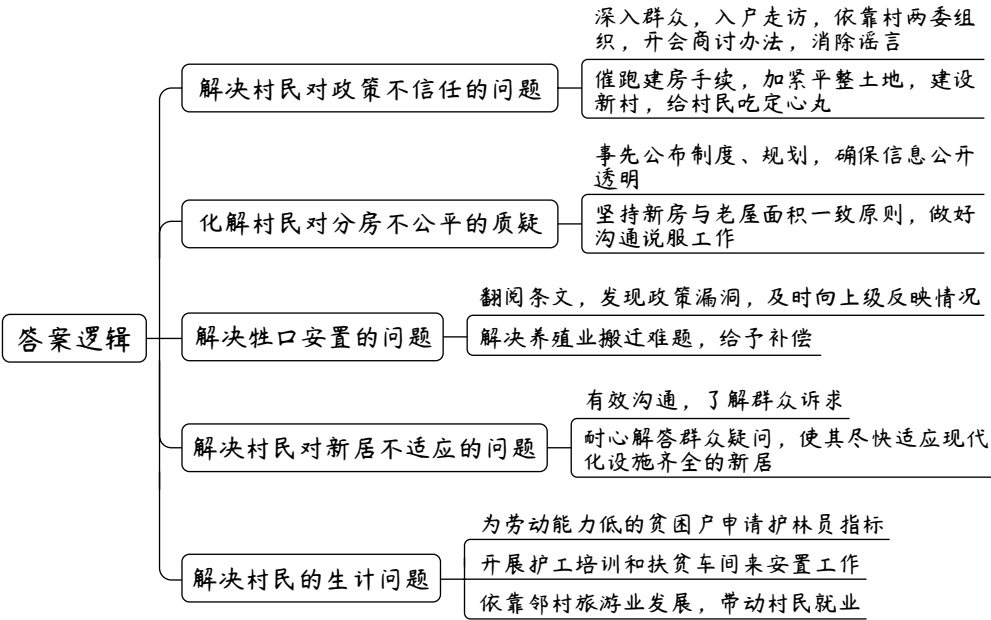 答案逻辑
解决村民对政策不信任的问题
深入群众，入户走访，依靠村两委组
织，开会商讨办法，消除谣言
催跑建房手续，加紧平整土地，建设
新村，给村民吃定心丸
化解村民对分房不公平的质疑
事先公布制度、规划，确保信息公开
透明
坚持新房与老屋面积一致原则，做好
沟通说服工作
解决牲口安置的问题
翻阅条文，发现政策漏洞，及时向上级反映情况
解决养殖业搬迁难题，给予补偿
解决村民对新居不适应的问题
有效沟通，了解群众诉求
耐心解答群众疑问，使其尽快适应现代
化设施齐全的新居
解决村民的生计问题
为劳动能力低的贫困户申请护林员指标
开展护工培训和扶贫车间来安置工作
依靠邻村旅游业发展，带动村民就业